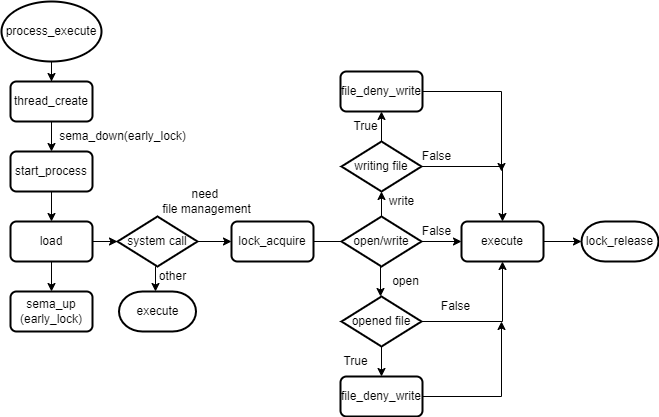 process_execute
thread_create
sema_down(early_lock)
start_process
load
sema_up
(early_lock)
system call
need
file management
other
execute
lock_acquire
file_deny_write
True
writing file
False
write
open/write
False
open
opened file
False
True
file_deny_write
execute
lock_release